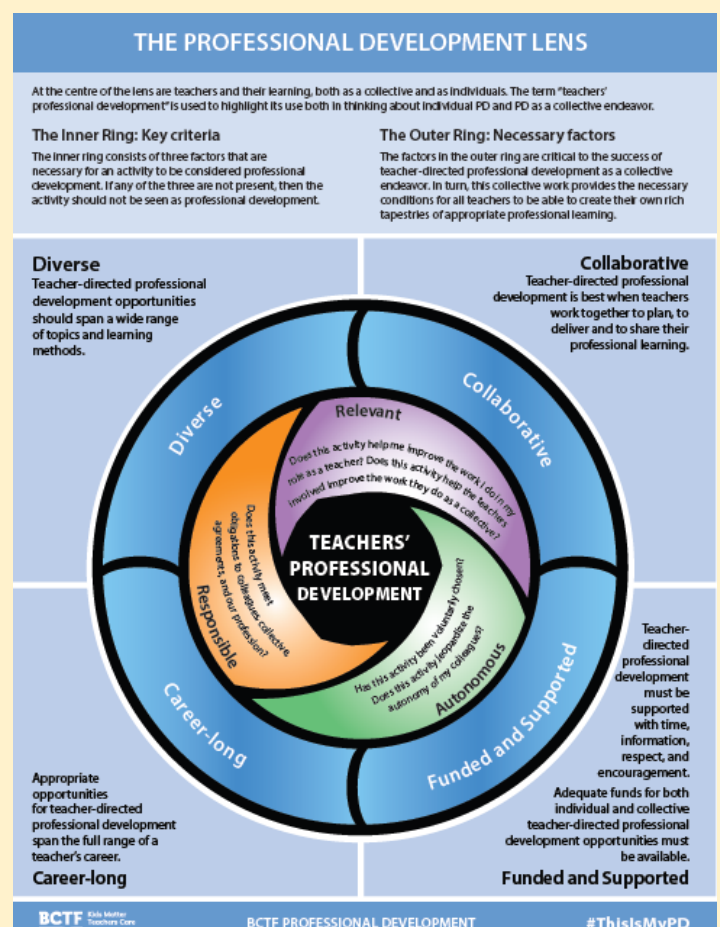 THE PROFESSIONAL DEVELOPMENT LENS
At the centre of the lens are teachers and their learning, both as a collective and as individuals. The term "teachers'
professional development" is used to highlight its use both in thinking about individual PD and PD as a collective endeavor.
The Inner Ring: Key criteria
The inner ring consists of three factors that are
necessary for an activity to be considered professional
development. If any of the three are not present, then the
activity should not be seen as professional development.
The Outer Ring: Necessary factors
The factors in the outer ring are critical to the success of
teacher-directed professional development as a collective
endeavor. In turn, this collective work provides the necessary
conditions for all teachers to be able to create their own rich
tapestries of appropriate professional learning.
Diverse
Teacher-directed professional
development opportunities
should span a wide range
of topics and learning
methods.
Collaborative
Teacher-directed professional
development is best when teachers
work together to plan, to
deliver and to share their
professional learning.
Diverse
Collaborative
Relevant
Does this activity help me improve the work I do in my
role as a teacher? Does this activity help the teachers
involved improve the work they do as a collective?
TEACHERS'
PROFESSIONAL
DEVELOPMENT
Does this activity meet
obligations to colleagues, collective
agreements, and our profession?
Responsible
Has this activity been voluntarily chosen?
Does this activity jeopardize the
autonomy of my colleagues?
Autonomous
Career-long
Funded and Supported
Appropriate
opportunities
for teacher-directed
professional development
span the full range of a
teacher's career.
Career-long
Teacher-
directed
professional
development
must be
supported
with time,
information,
respect, and
encouragement.
Adequate funds for both
individual and collective
teacher-directed professional
development opportunities must
be available.
Funded and Supported
BCTF Kids Matter
Teachers Care
BCTF PROFESSIONAL DEVELOPMENT
#ThisIsMyPD